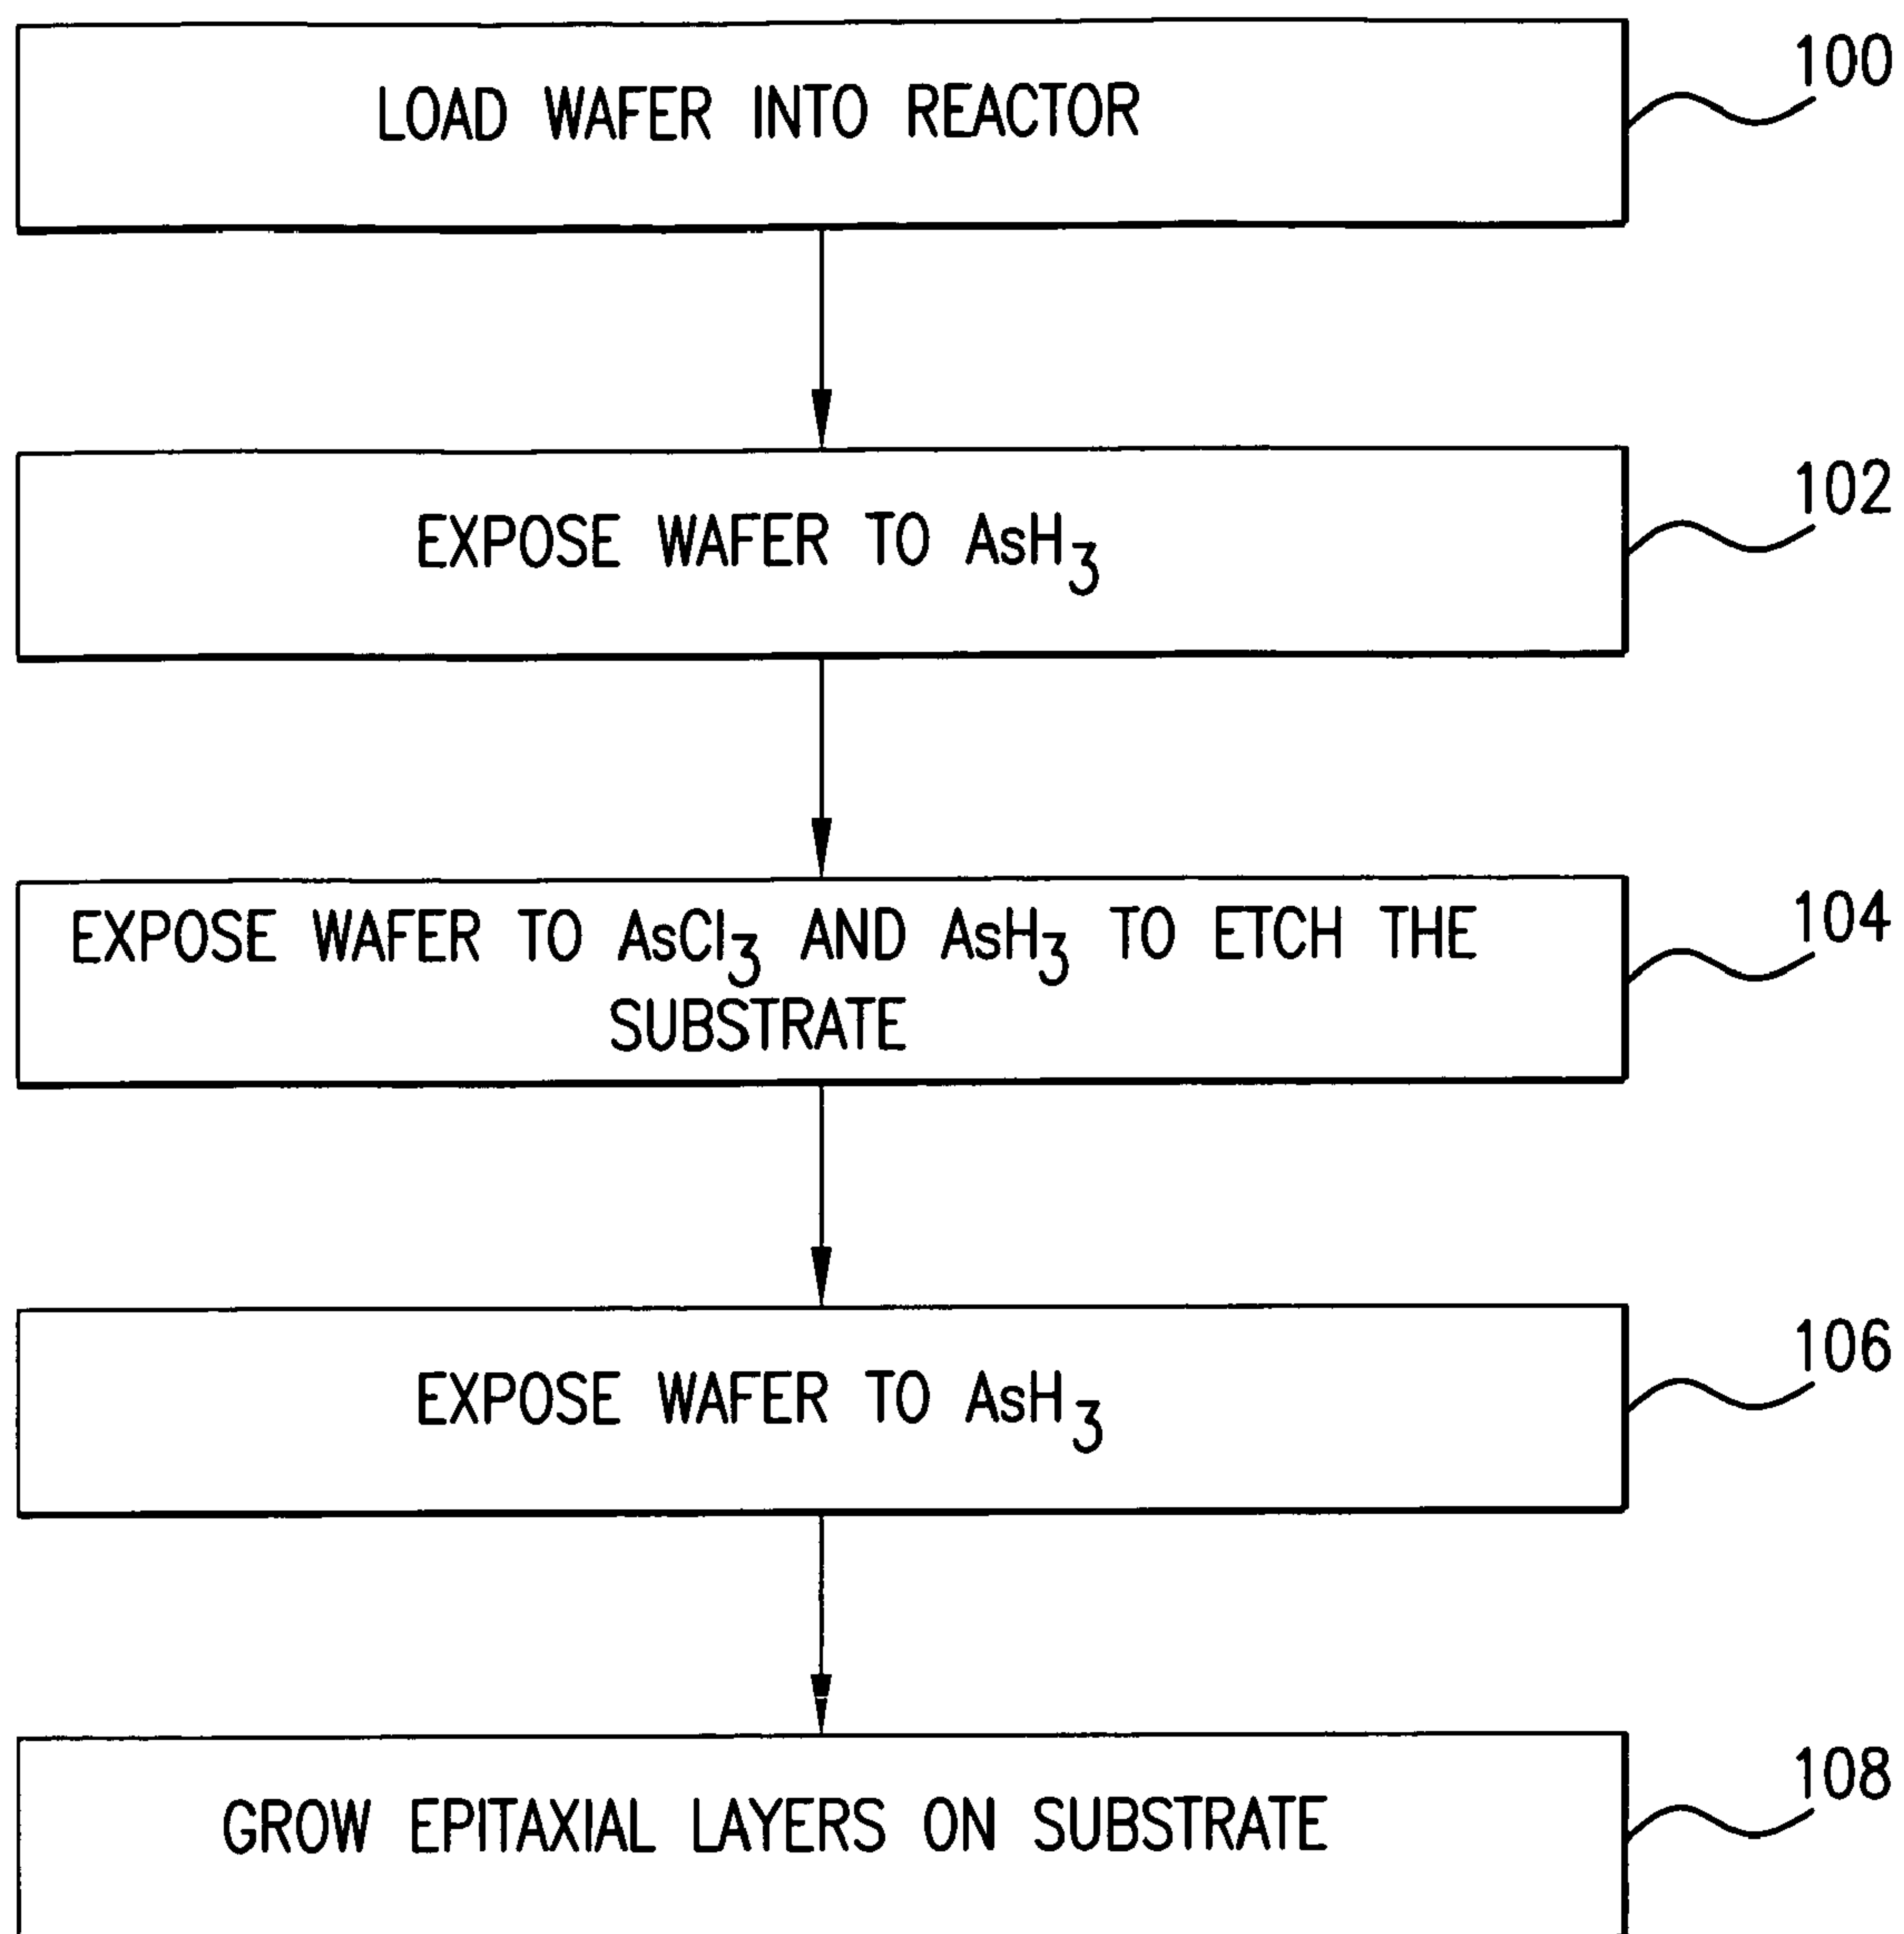 LOAD WAFER INTO REACTOR
100
EXPOSE WAFER TO AsH3
102
EXPOSE WAFER TO AsCl3 AND AsH3 TO ETCH THE
SUBSTRATE
104
EXPOSE WAFER TO AsH3
106
GROW EPITAXIAL LAYERS ON SUBSTRATE
108